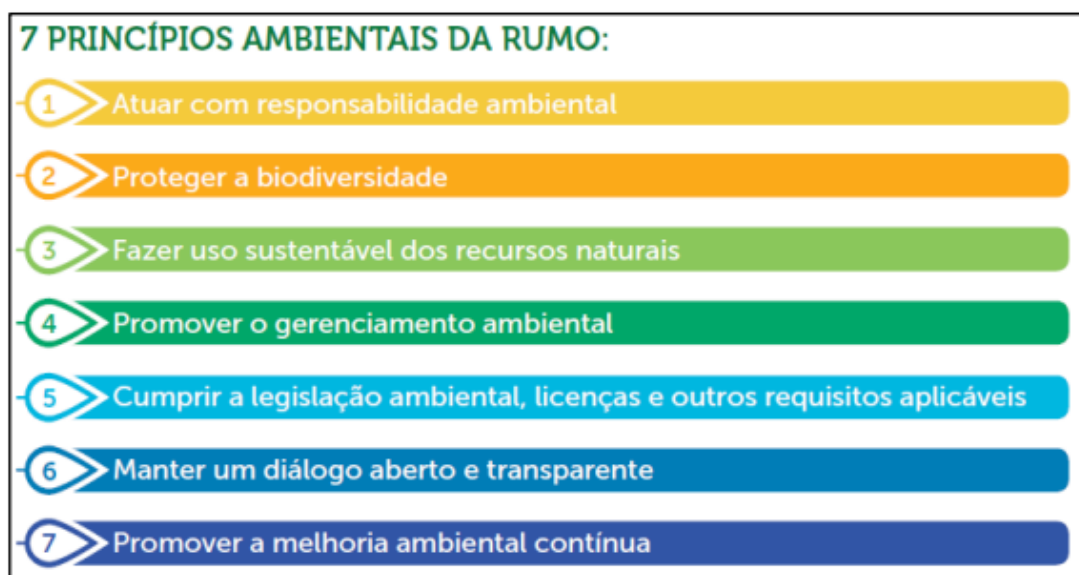 7 PRINCÍPIOS AMBIENTAIS DA RUMO:
1 Atuar com responsabilidade ambiental
2 Proteger a biodiversidade
3 Fazer uso sustentável dos recursos naturais
4 Promover o gerenciamento ambiental
5 Cumprir a legislação ambiental, licenças e outros requisitos aplicáveis
6 Manter um diálogo aberto e transparente
7 Promover a melhoria ambiental contínua